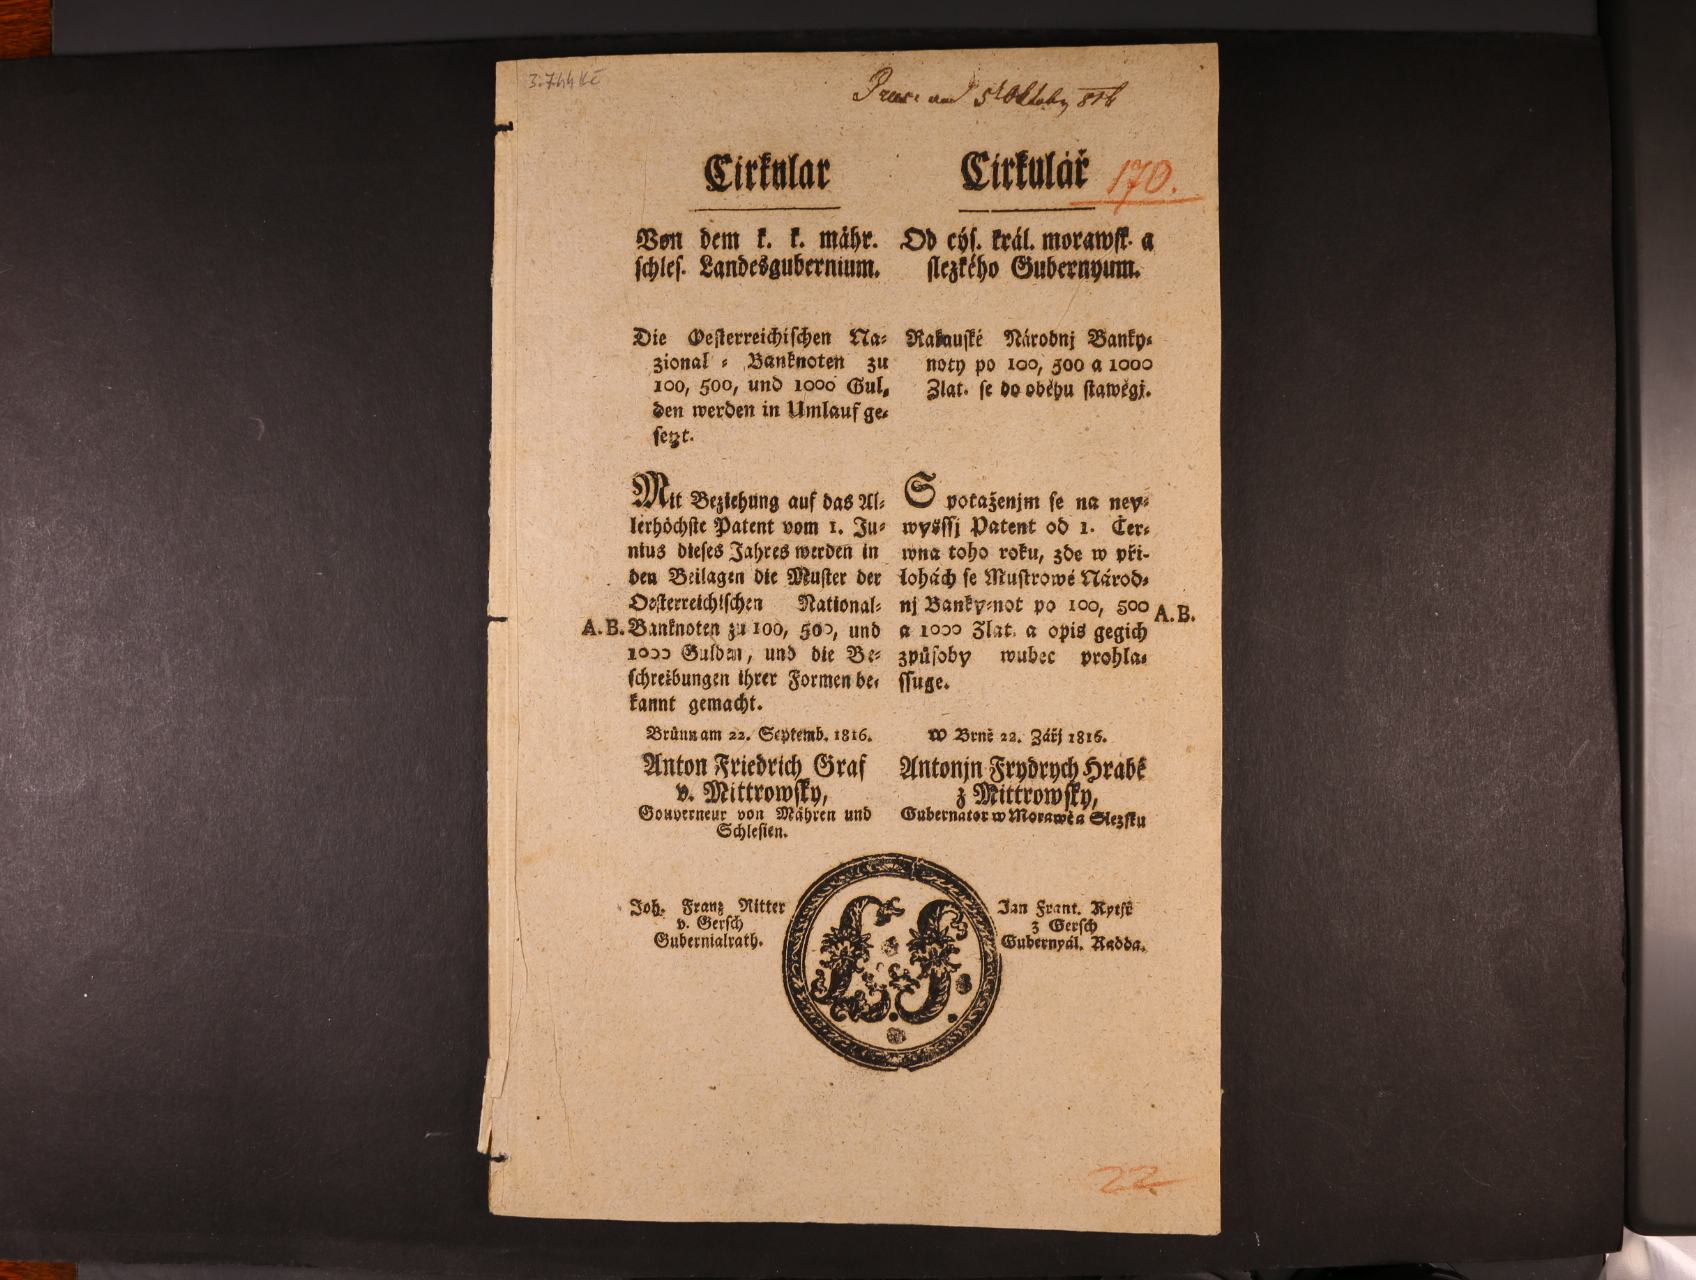 170.
Cirkular
Von dem k. k. mähr.
schles. Landesgubernium.
Die Oesterreichischen Na⸗
zional ⸗ Banknoten zu
100, 500, und 1000 Gul⸗
den werden in Umlauf ge⸗
setzt.
Mit Beziehung auf das Al⸗
lerhöchste Patent vom 1. Ju⸗
nius dieses Jahres werden in
den Beilagen die Muster der
Oesterreichischen National⸗
A.B. Banknoten zu 100, 500, und
1000 Gulden, und die Be⸗
schreibungen ihrer Formen be⸗
kannt gemacht.
Brünn am 22. Septemb. 1816.
Anton Friedrich Graf
v. Mittrowsky,
Gouverneur von Mähren und
Schlesien.
Joh. Franz Ritter
v. Gersch
Gubernialrath.
Cirkulář
Od cýs. král. morawsk. a
slezkého Gubernyum.
Rakauské Národnj Banky⸗
noty po 100, 500 a 1000
Zlat. se do oběhu stawěgj.
S potaženjm se na ney⸗
wyšssj Patent od 1. Čer⸗
wna toho roku, zde w při⸗
lohách se Mustrowé Národ⸗
nj Banky⸗not po 100, 500 A.B.
a 1000 Zlat. a opis gegich
způsoby wubec prohla⸗
ssuge.
W Brně 22. Zářj 1816.
Antonjn Frydrych Hrabě
z Mittrowsky,
Gubernator w Morawě a Slezsku
Jan Frant. Rytjř
z Gersch
Gubernyál. Radda.
L. S.
22.